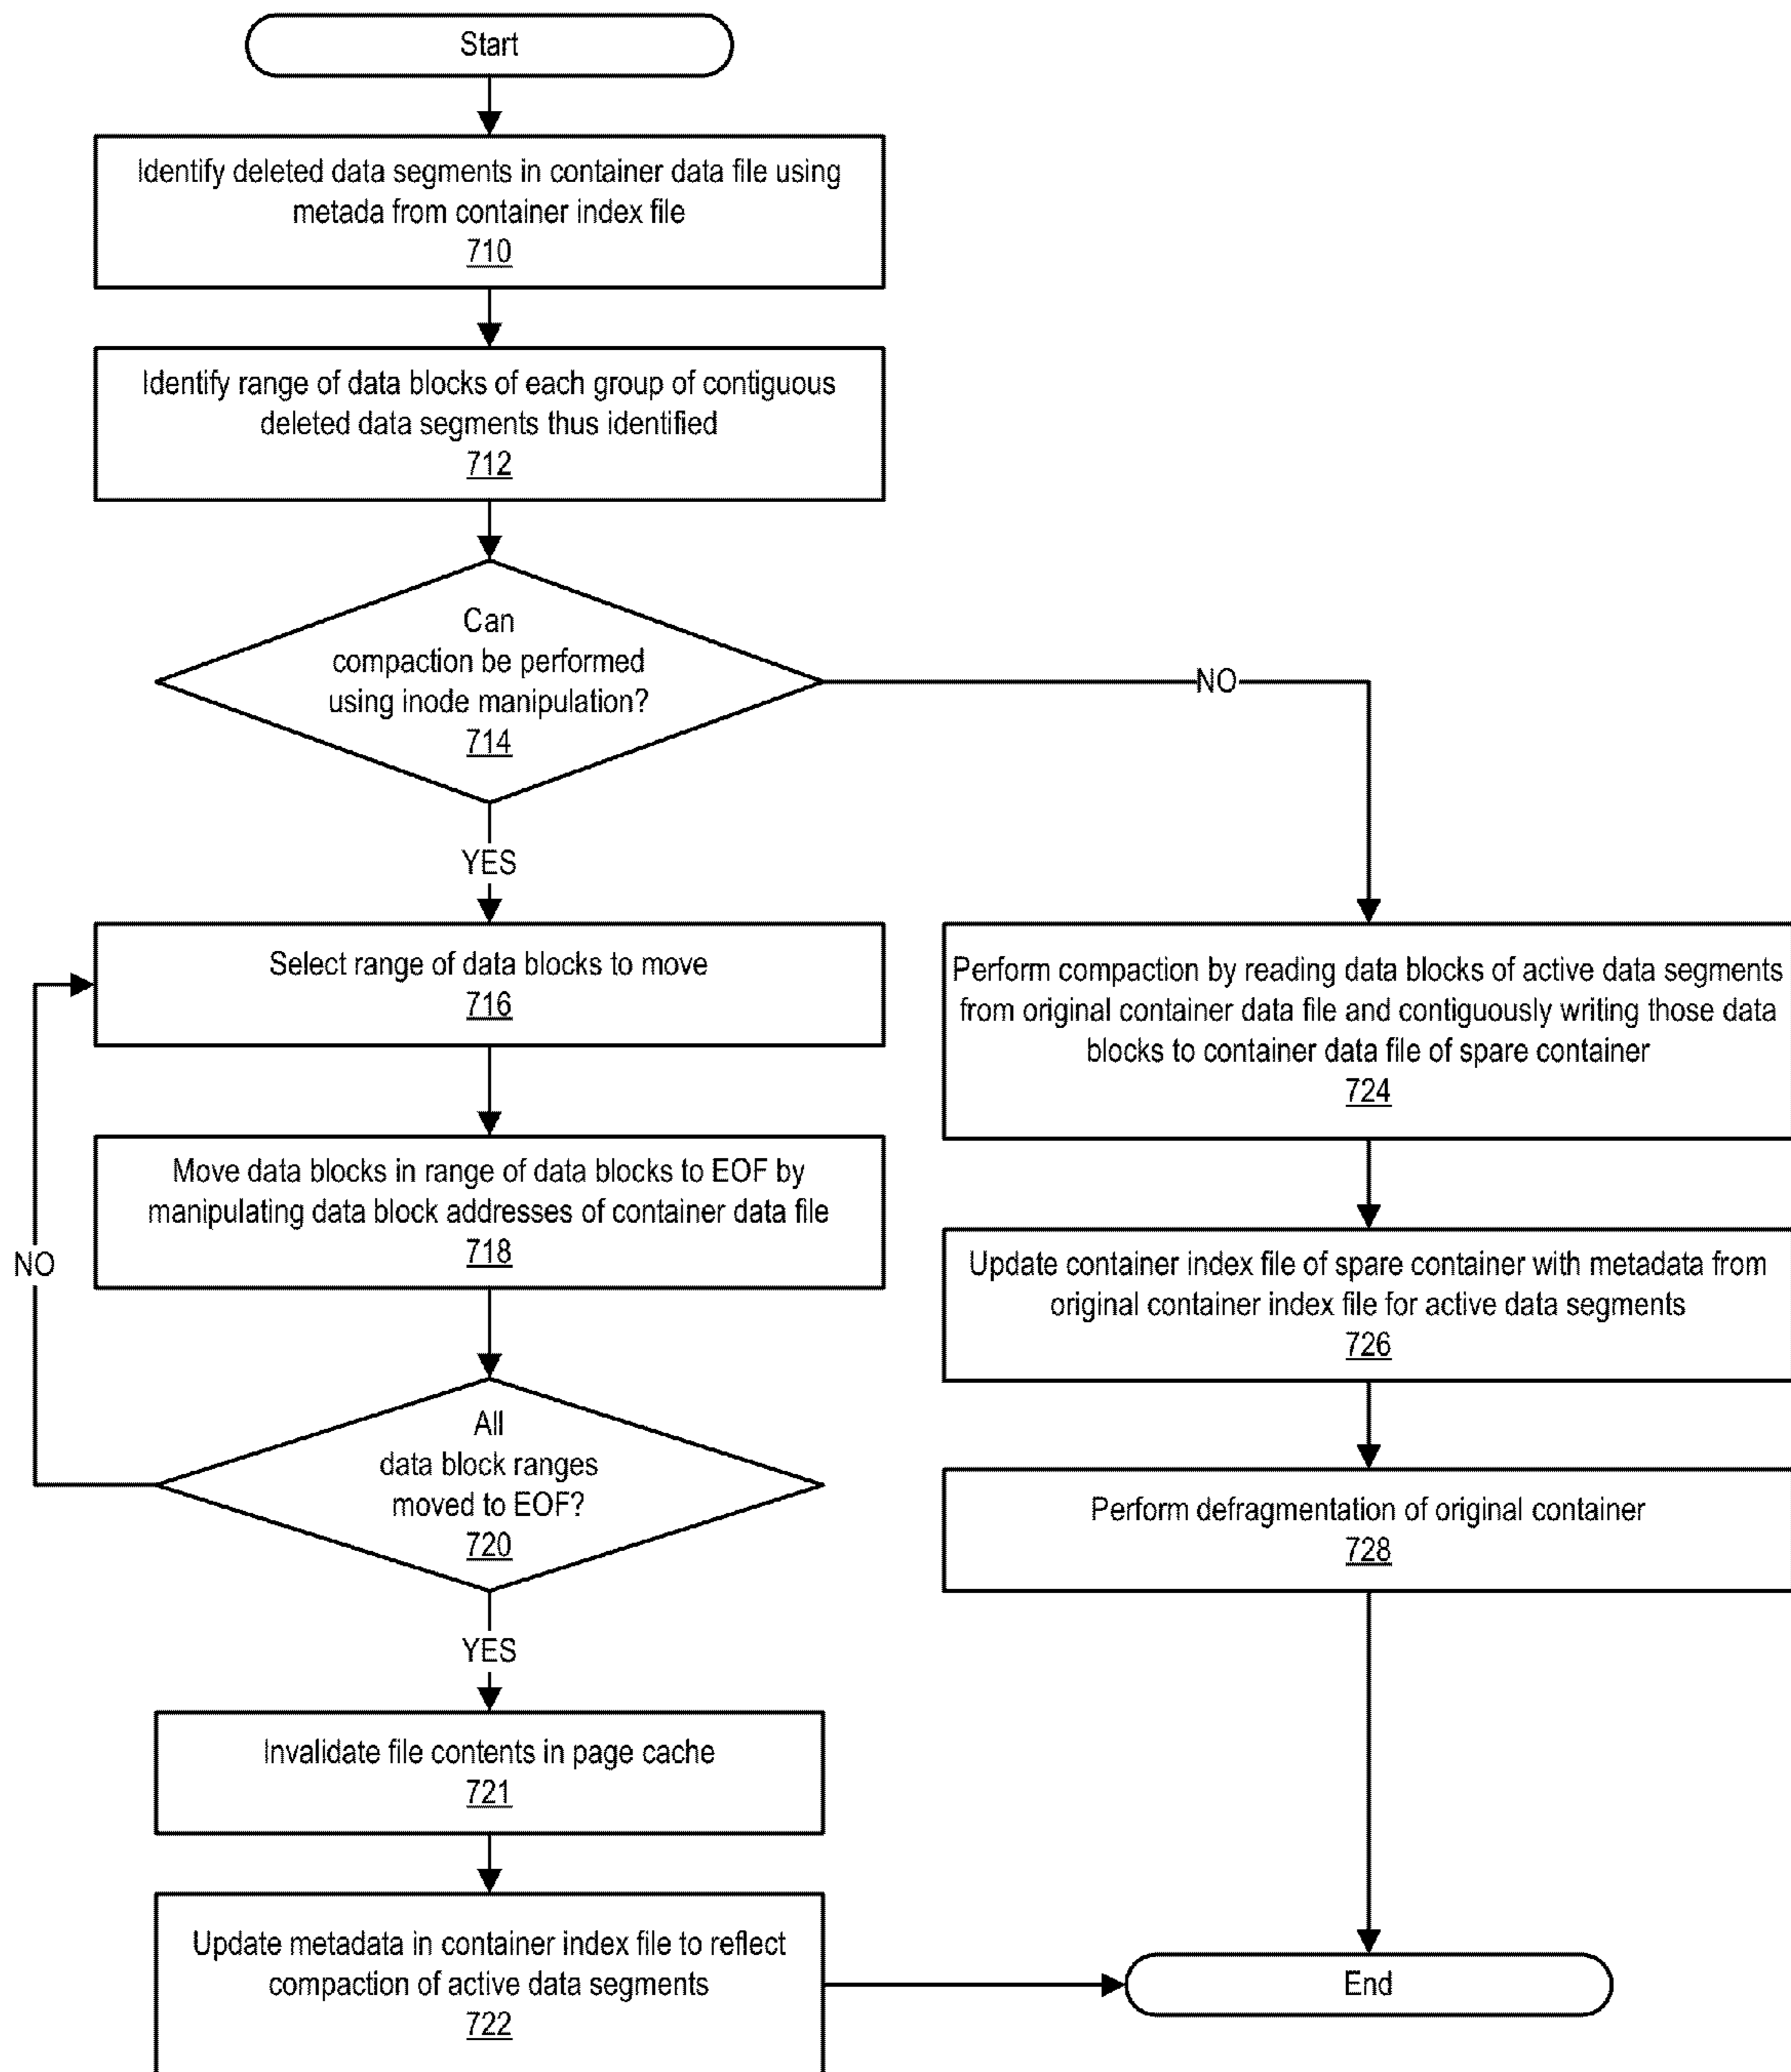 Start
Identify deleted data segments in container data file using
metada from container index file
710
Identify range of data blocks of each group of contiguous
deleted data segments thus identified
712
Can
compaction be performed
using inode manipulation?
714
NO
YES
Select range of data blocks to move
716
Move data blocks in range of data blocks to EOF by
manipulating data block addresses of container data file
718
NO
All
data block ranges
moved to EOF?
720
YES
Invalidate file contents in page cache
721
Update metadata in container index file to reflect
compaction of active data segments
722
Perform compaction by reading data blocks of active data segments
from original container data file and contiguously writing those data
blocks to container data file of spare container
724
Update container index file of spare container with metadata from
original container index file for active data segments
726
Perform defragmentation of original container
728
End